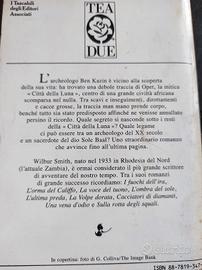 I Tascabili
degli Editori
Associati
TEA
DUE
L'archeologo Ben Kazin è vicino alla scoperta
della sua vita: ha trovato una debole traccia di Opet, la mitica
« Città della Luna », centro di una grande civiltà africana
scomparsa nel nulla. Tra scavi e inseguimenti, dirottamenti
e cacce grosse, la traccia man mano prende corpo,
benché tutto sia stato predisposto affinché ne venisse annullato
perfino il ricordo. Quale segreto si nasconde sotto i resti
della « Città della Luna »? Quale legame
ci può essere tra un archeologo del XX secolo
e un sacerdote del dio Sole Baal? Uno straordinario romanzo
che avvince fino all'ultima pagina.
Wilbur Smith, nato nel 1933 in Rhodesia del Nord
(l'attuale Zambia), è ormai considerato il più grande scrittore
di avventure del nostro tempo. Tra i suoi romanzi
di grande successo ricordiamo: I fuochi dell'ira,
L'orma del Califfo, La voce del tuono, L'ombra del sole,
L'ultima preda, La Volpe dorata, Cacciatori di diamanti,
Una vena d'odio e Sulla rotta degli squali.
In copertina: foto di G. Colliva/The Image Bank
ISBN 88-7819-347-